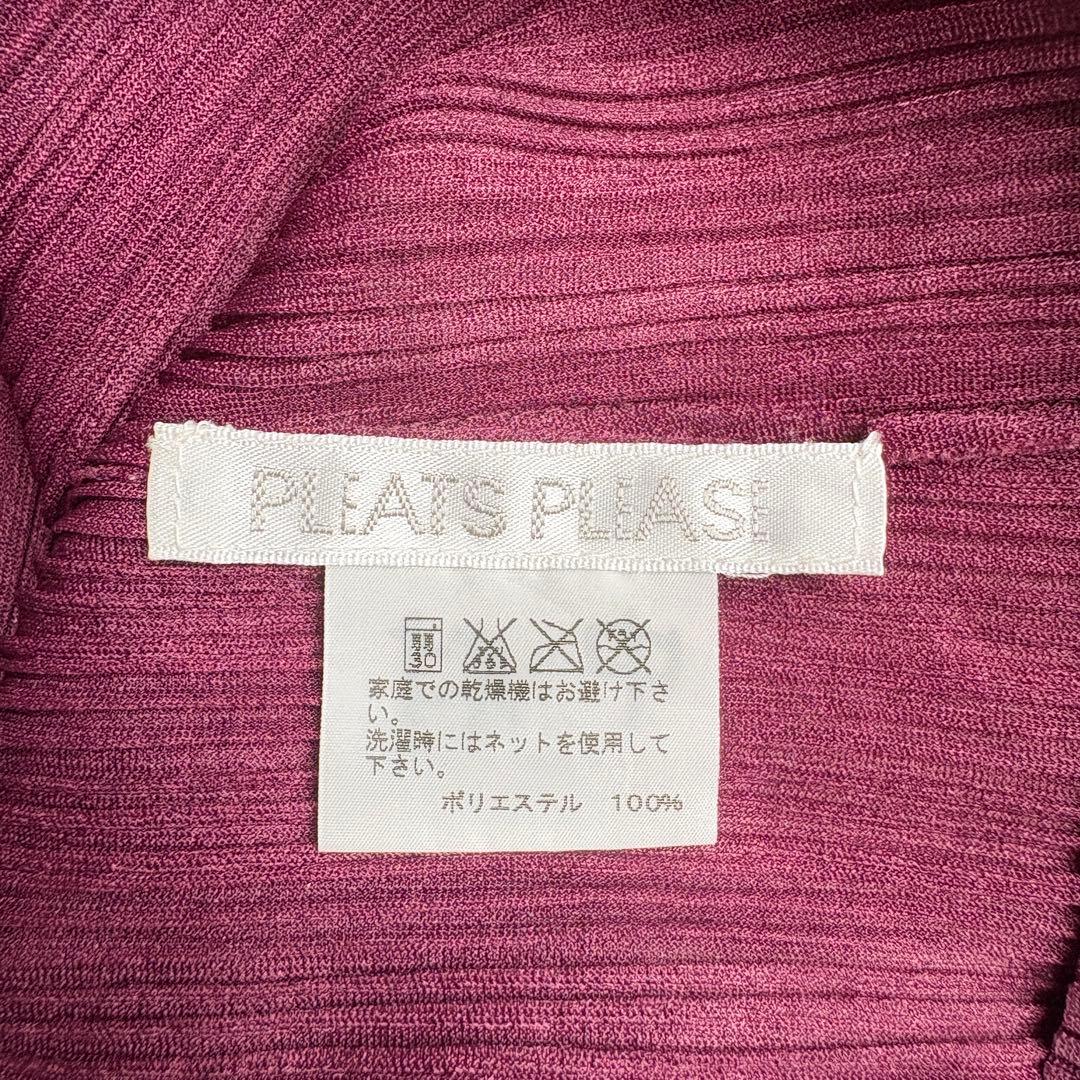 PLEATS PLEASE
弱
30
家庭での乾燥機はお避け下さ
い。
洗濯時にはネットを使用して
下さい。
ポリエステル 100%